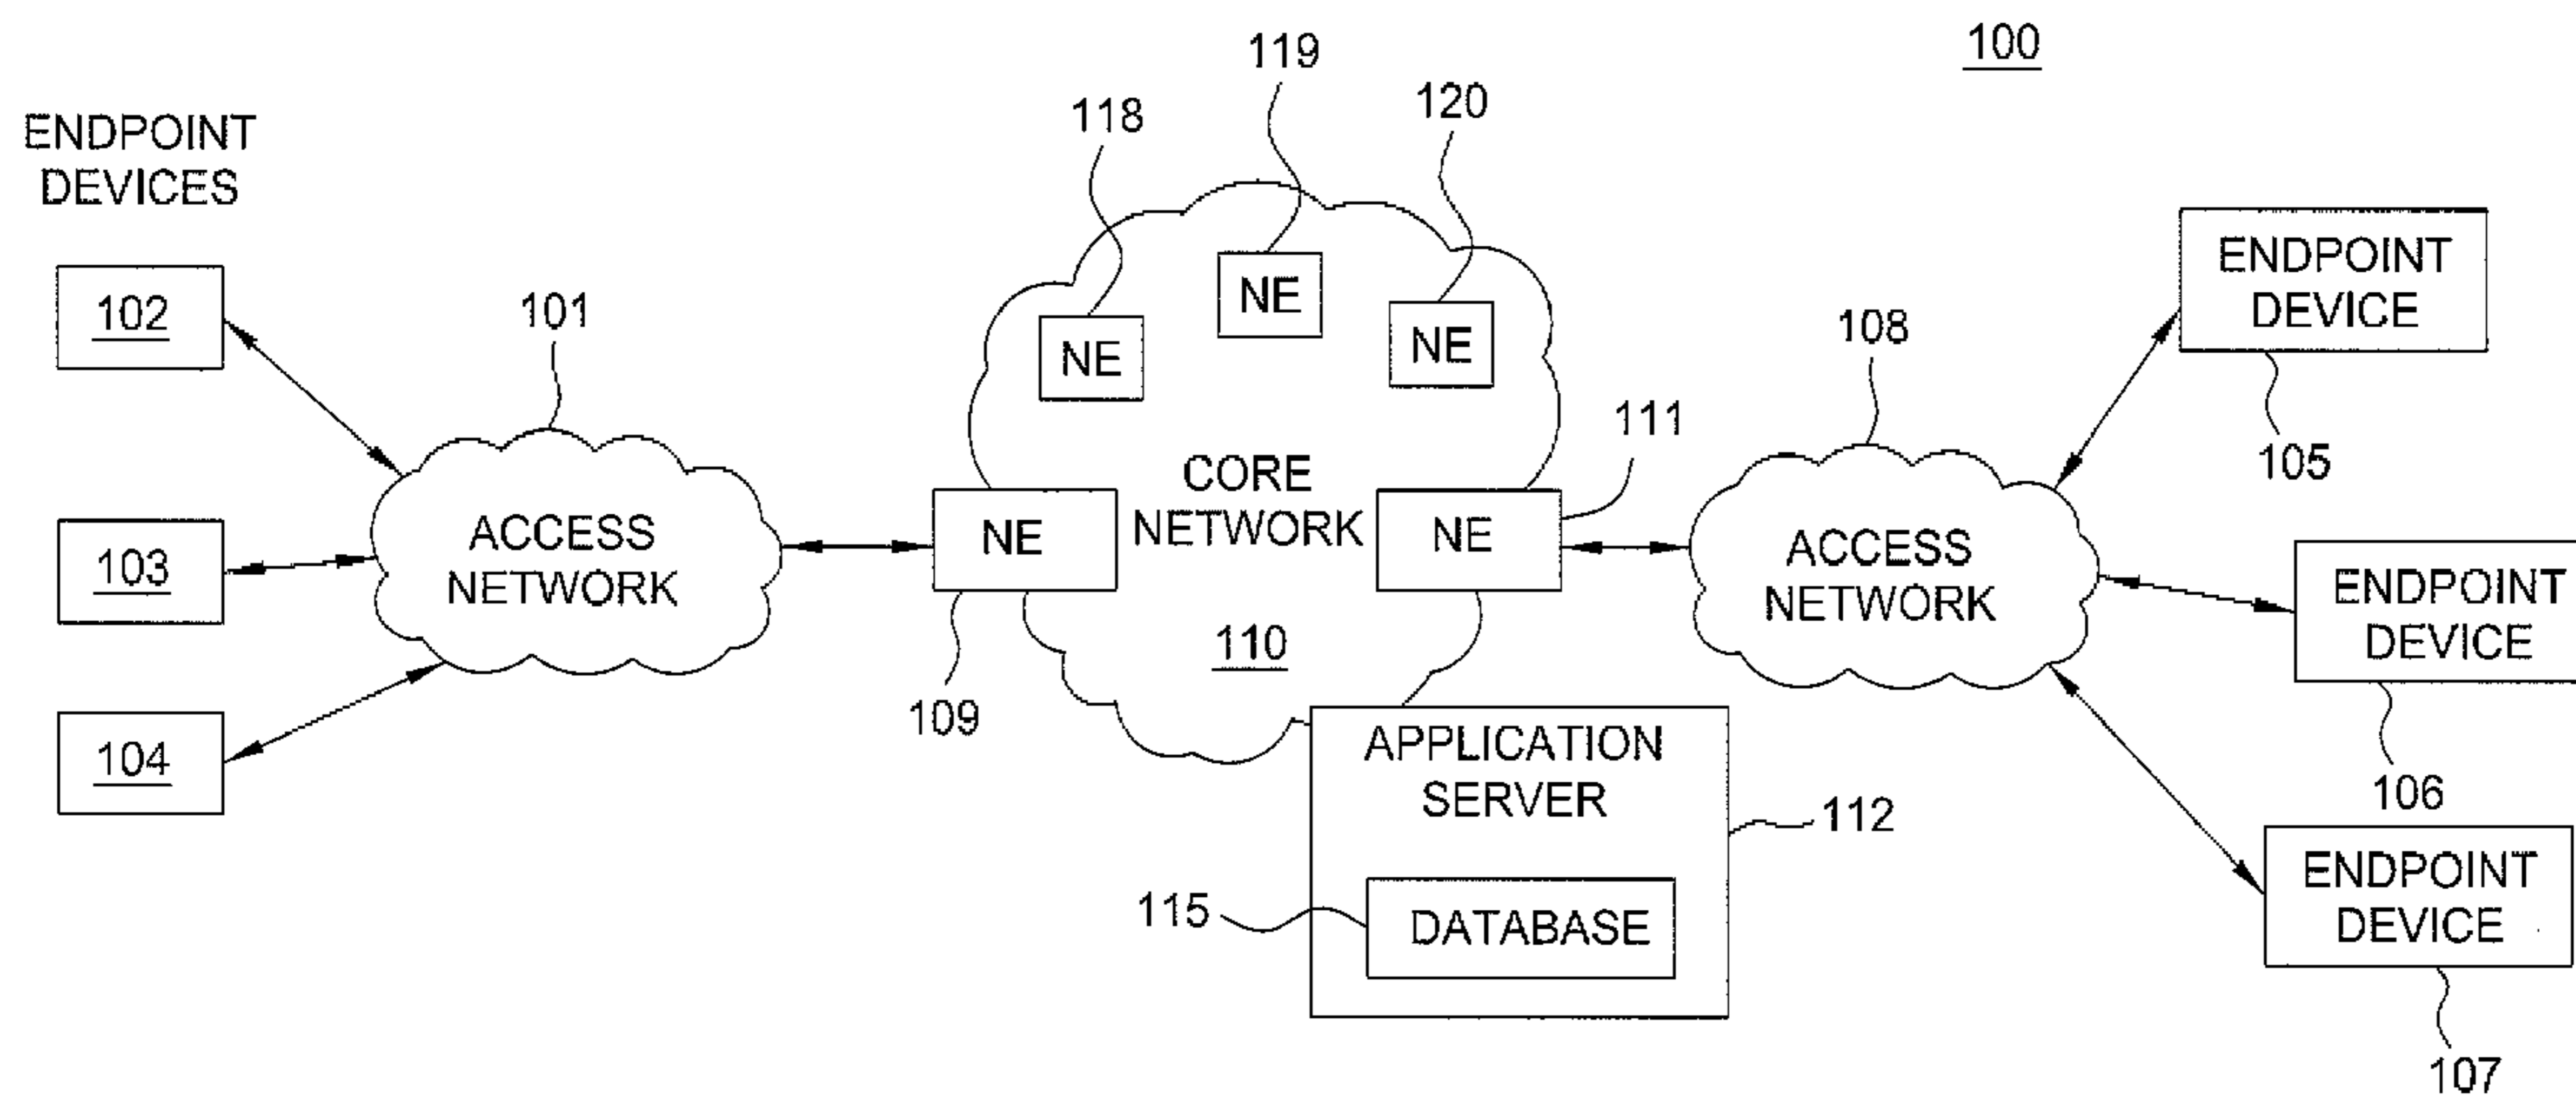 100
119
120
118
ENDPOINT
DEVICES
102
103
104
101
ACCESS
NETWORK
NE
NE
NE
CORE
NETWORK
NE
NE
109
110
111
APPLICATION
SERVER
112
115
DATABASE
108
ACCESS
NETWORK
ENDPOINT
DEVICE
105
ENDPOINT
DEVICE
106
ENDPOINT
DEVICE
107